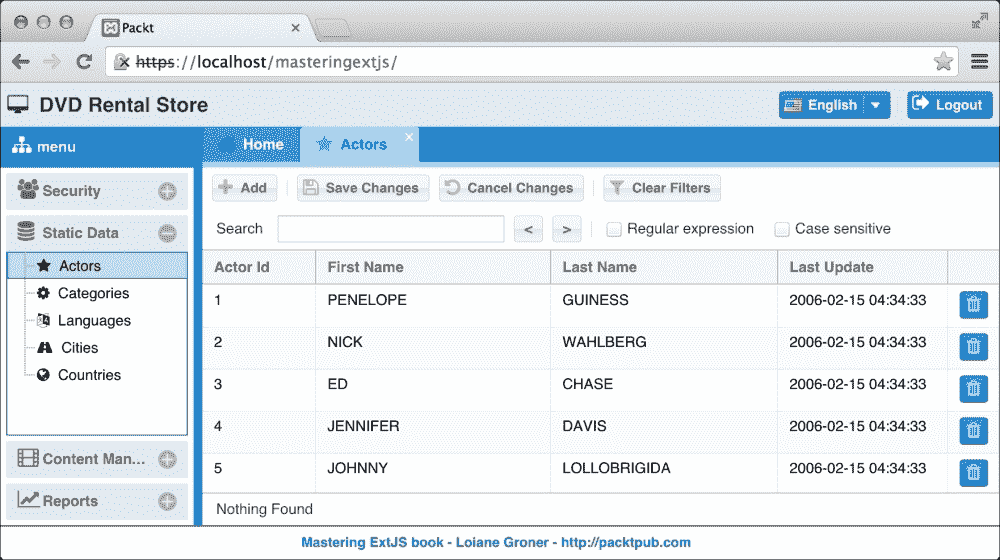 Packt
https://localhost/masteringextjs/
DVD Rental Store
English
Logout
menu
Home
Actors
Security
Static Data
Actors
Categories
Languages
Cities
Countries
Content Man...
Reports
Add
Save Changes
Cancel Changes
Clear Filters
Search
<
>
Regular expression
Case sensitive
Actor Id First Name Last Name Last Update
1 PENELOPE GUINESS 2006-02-15 04:34:33
2 NICK WAHLBERG 2006-02-15 04:34:33
3 ED CHASE 2006-02-15 04:34:33
4 JENNIFER DAVIS 2006-02-15 04:34:33
5 JOHNNY LOLLOBRIGIDA 2006-02-15 04:34:33
Nothing Found
Mastering ExtJS book - Loiane Groner - http://packtpub.com